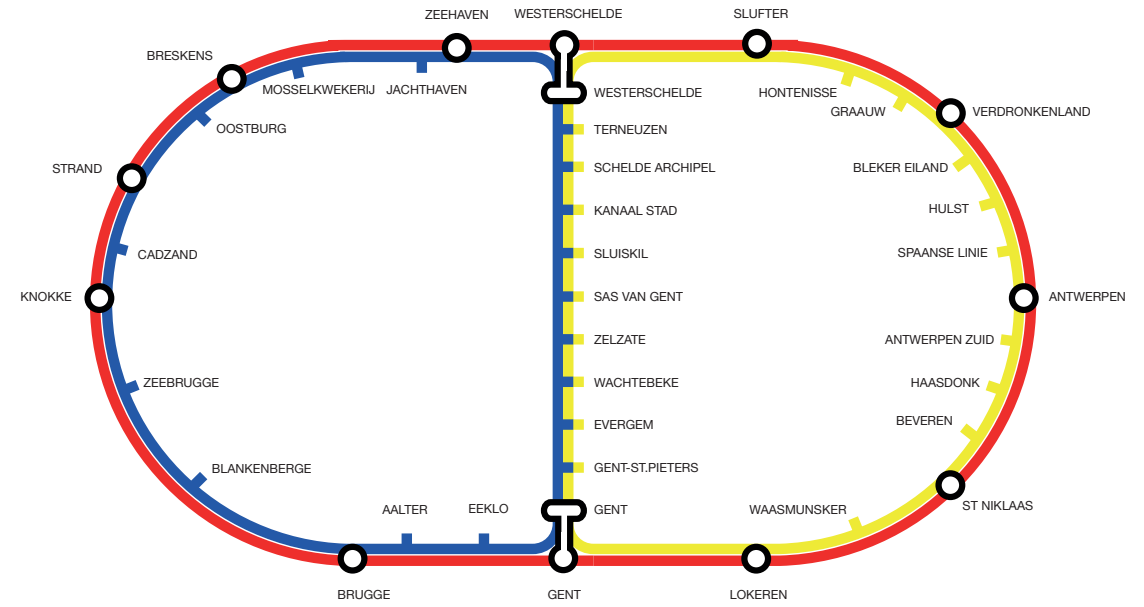 ZEEHAVEN
WESTERSCHELDE
SLUFTER
BRESKENS
MOSSELKWEKERIJ
JACHTHAVEN
WESTERSCHELDE
HONTENISSE
GRAAUW
VERDRONKENLAND
OOSTBURG
TERNEUZEN
STRAND
SCHELDE ARCHIPEL
BLEKER EILAND
KANAAL STAD
HULST
CADZAND
SLUISKIL
SPAANSE LINIE
KNOKKE
SAS VAN GENT
ANTWERPEN
ZELZATE
ANTWERPEN ZUID
ZEEBRUGGE
WACHTEBEKE
HAASDONK
EVERGEM
BEVEREN
BLANKENBERGE
GENT-ST.PIETERS
AALTER
EEKLO
GENT
WAASMUNSKER
ST NIKLAAS
BRUGGE
GENT
LOKEREN